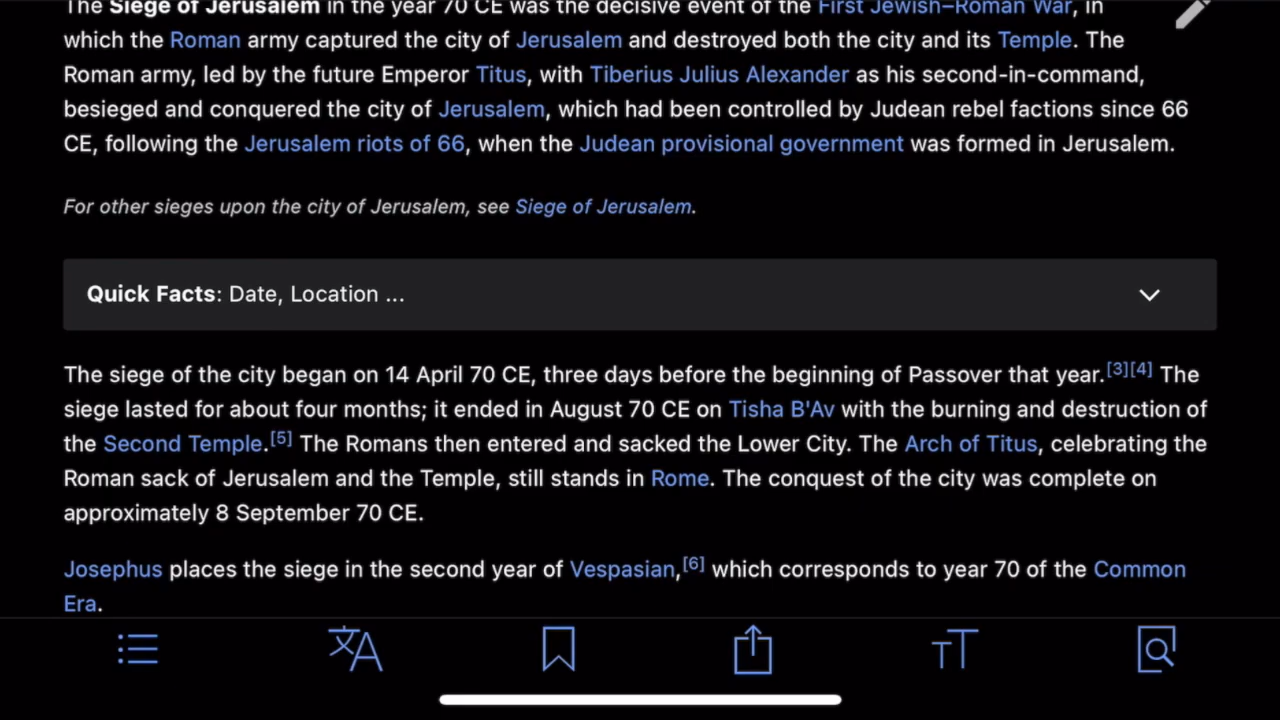 The Siege of Jerusalem in the year 70 CE was the decisive event of the First Jewish–Roman War, in
which the Roman army captured the city of Jerusalem and destroyed both the city and its Temple. The
Roman army, led by the future Emperor Titus, with Tiberius Julius Alexander as his second-in-command,
besieged and conquered the city of Jerusalem, which had been controlled by Judean rebel factions since 66
CE, following the Jerusalem riots of 66, when the Judean provisional government was formed in Jerusalem.
For other sieges upon the city of Jerusalem, see Siege of Jerusalem.
Quick Facts: Date, Location ...
The siege of the city began on 14 April 70 CE, three days before the beginning of Passover that year.[3][4] The
siege lasted for about four months; it ended in August 70 CE on Tisha B'Av with the burning and destruction of
the Second Temple.[5] The Romans then entered and sacked the Lower City. The Arch of Titus, celebrating the
Roman sack of Jerusalem and the Temple, still stands in Rome. The conquest of the city was complete on
approximately 8 September 70 CE.
Josephus places the siege in the second year of Vespasian,[6] which corresponds to year 70 of the Common
Era.
文A
TT